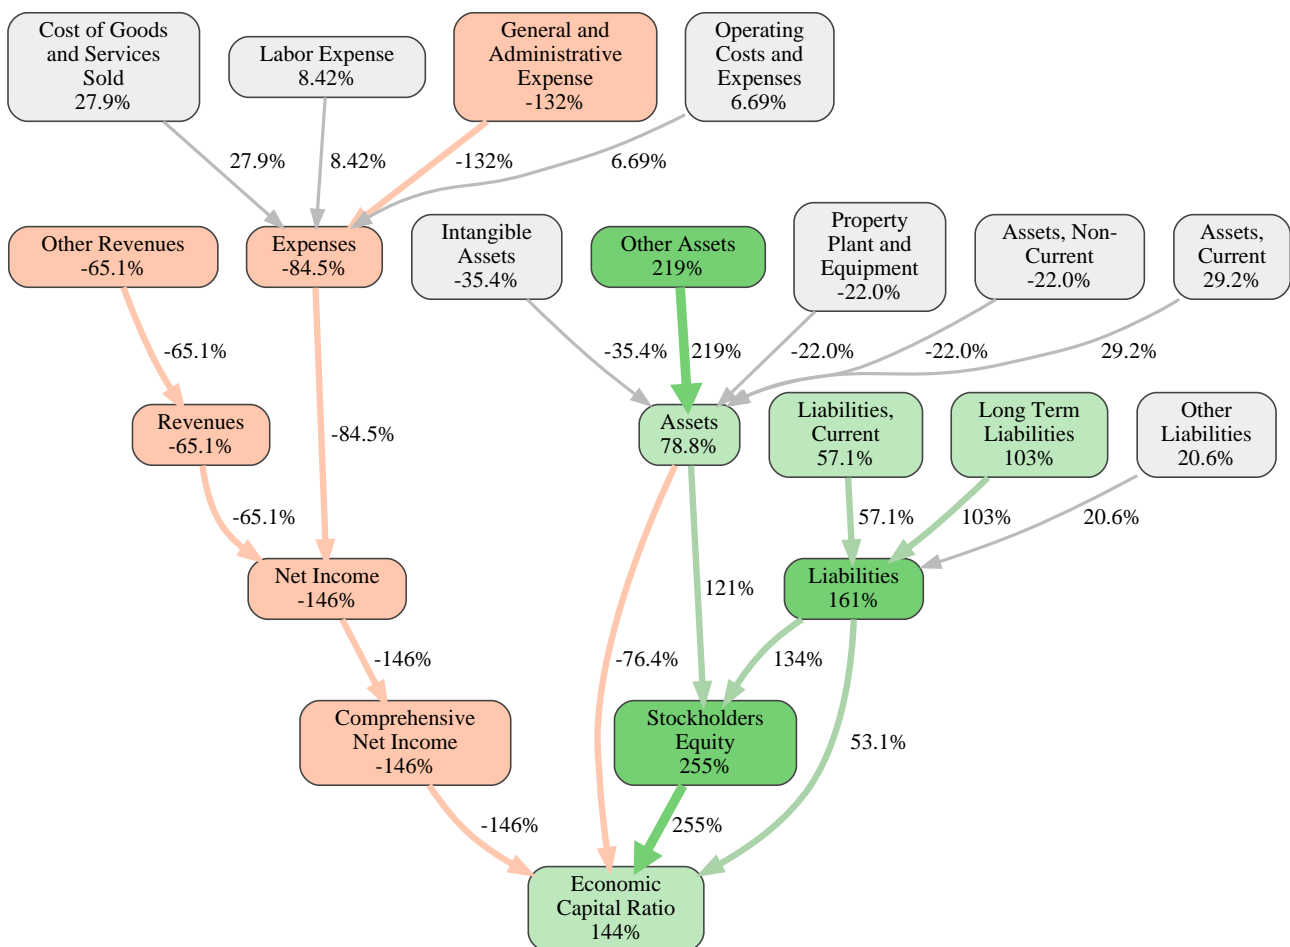 Cost of Goods
and Services
Sold
27.9%
Labor Expense
8.42%
General and
Administrative
Expense
-132%
Operating
Costs and
Expenses
6.69%
27.9%
8.42%
-132%
6.69%
Other Revenues
-65.1%
Expenses
-84.5%
Intangible
Assets
-35.4%
Other Assets
219%
Property
Plant and
Equipment
-22.0%
Assets, Non-
Current
-22.0%
Assets,
Current
29.2%
-65.1%
-35.4%
219%
-22.0%
-22.0%
29.2%
Revenues
-65.1%
-84.5%
Assets
78.8%
Liabilities,
Current
57.1%
Long Term
Liabilities
103%
Other
Liabilities
20.6%
-65.1%
57.1%
103%
20.6%
Net Income
-146%
121%
Liabilities
161%
-146%
-76.4%
134%
Comprehensive
Net Income
-146%
Stockholders
Equity
255%
53.1%
-146%
255%
Economic
Capital Ratio
144%